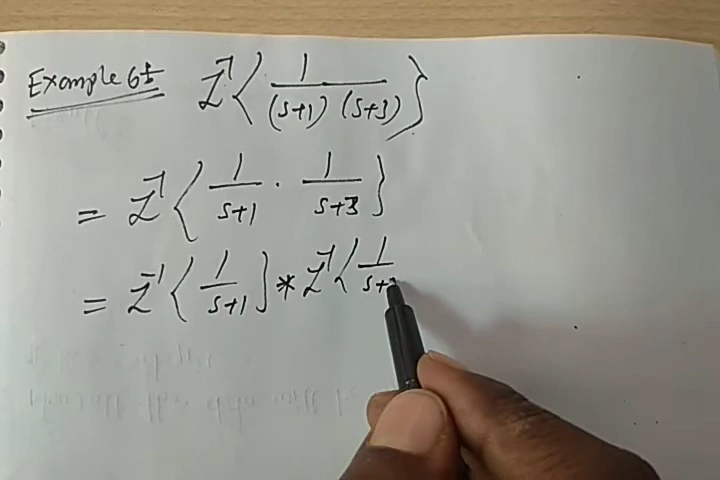 Example 6: L⁻¹{ 1/((s+1) (s+3)) }
= L⁻¹{ 1/(s+1) · 1/(s+3) }
= L⁻¹{ 1/(s+1) } * L⁻¹{ 1/(s+